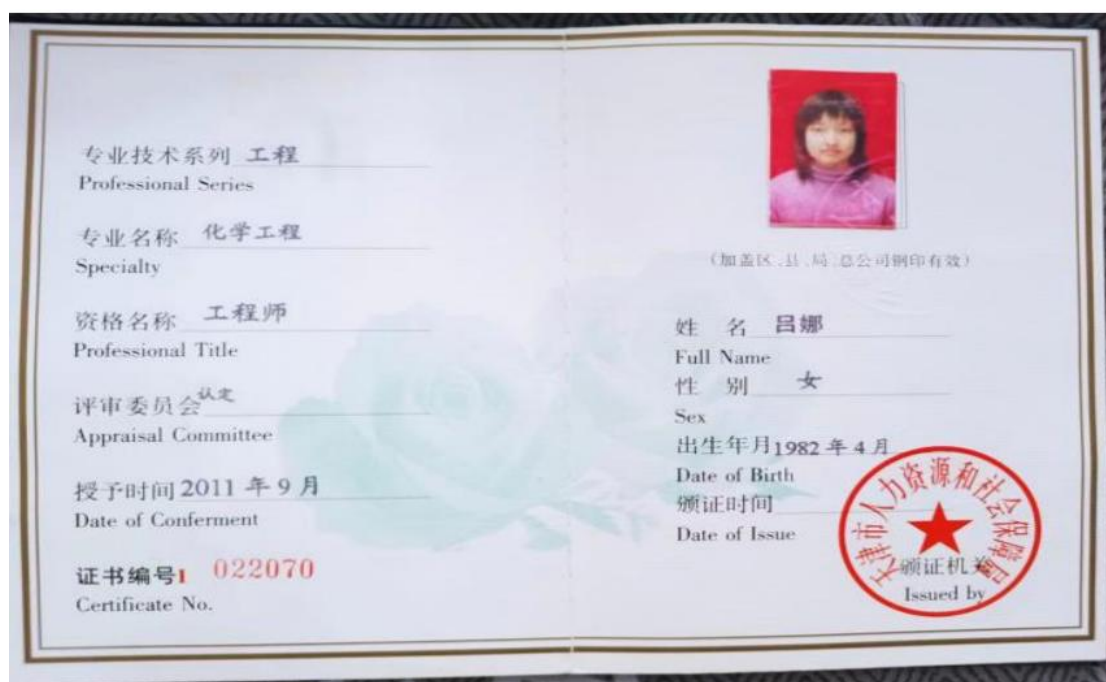 专业技术系列 工程
Professional Series
专业名称 化学工程
Specialty
资格名称 工程师
Professional Title
评审委员会 认定
Appraisal Committee
授予时间 2011 年 9 月
Date of Conferment
证书编号I 022070
Certificate No.
(加盖区、县、局、总公司钢印有效)
姓 名 吕娜
Full Name
性 别 女
Sex
出生年月 1982 年 4 月
Date of Birth
颁证时间
Date of Issue
天津市人力资源和社会保障局
颁证机关
Issued by